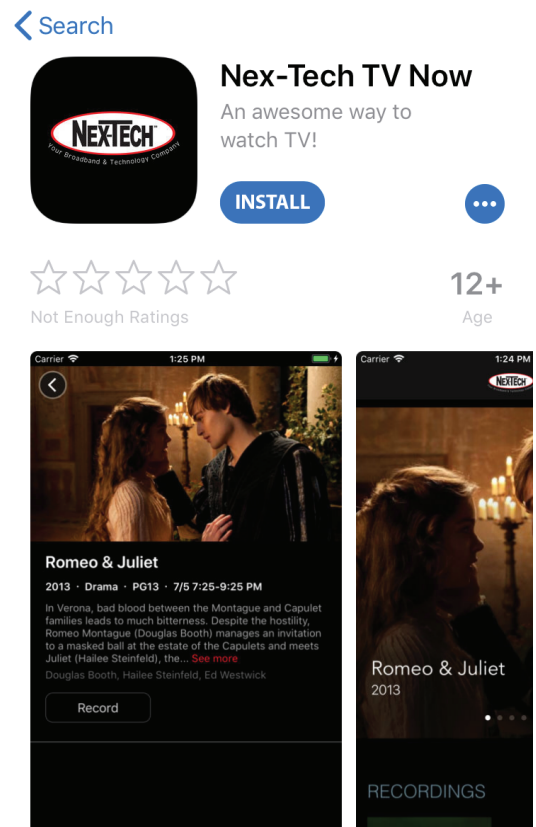 Search
Nex-Tech TV Now
An awesome way to
watch TV!
NEX-TECH
Your Broadband & Technology Company
INSTALL
Not Enough Ratings
12+
Age
Carrier 1:25 PM
Romeo & Juliet
2013 · Drama · PG13 · 7/5 7:25-9:25 PM
In Verona, bad blood between the Montague and Capulet
families leads to much bitterness. Despite the hostility,
Romeo Montague (Douglas Booth) manages an invitation
to a masked ball at the estate of the Capulets and meets
Juliet (Hailee Steinfeld), the... See more
Douglas Booth, Hailee Steinfeld, Ed Westwick
Record
Carrier 1:24 PM
NEX-TECH
Romeo & Juliet
2013
RECORDINGS